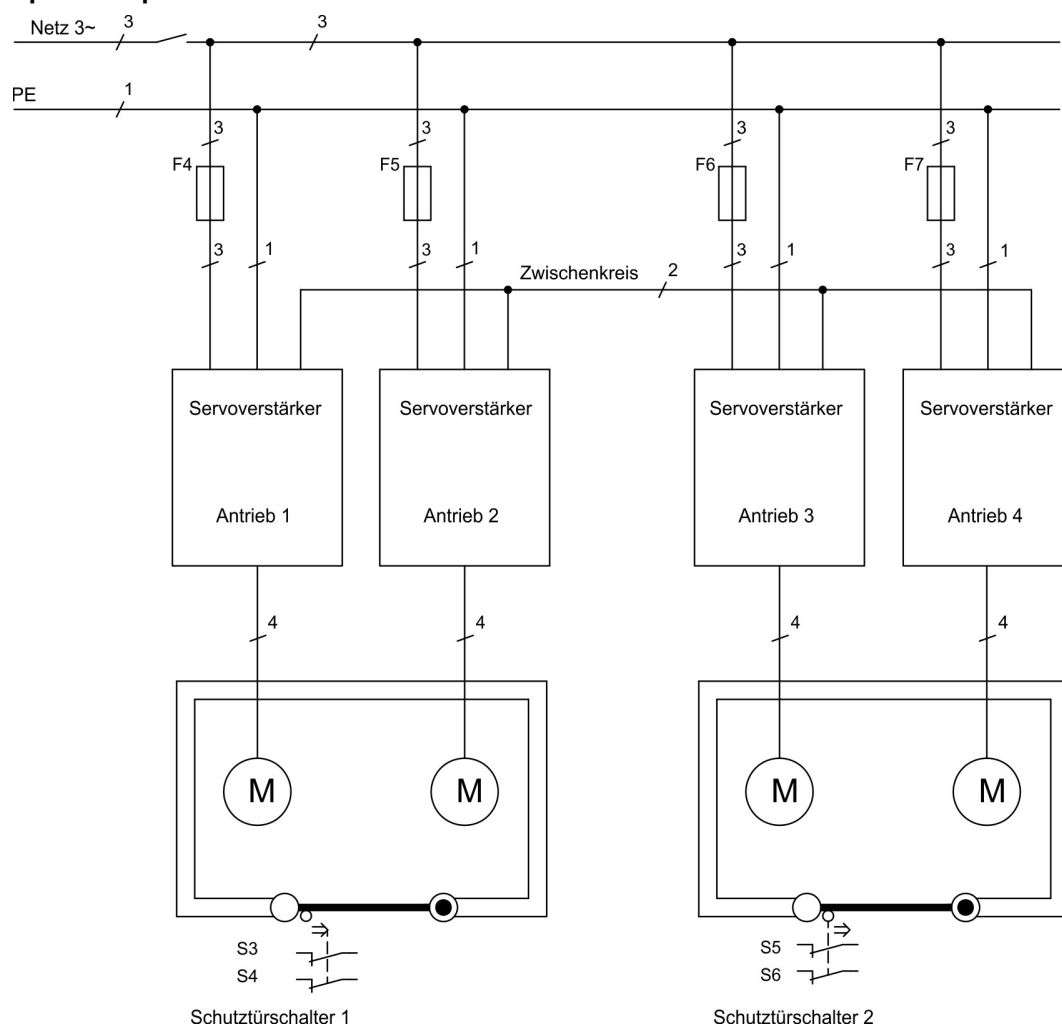 Netz 3~ 3 3
PE 1
3 3 3 3
F4 F5 F6 F7
3 1 3 1 3 1 3 1
Zwischenkreis 2
Servoverstärker Servoverstärker Servoverstärker Servoverstärker
Antrieb 1 Antrieb 2 Antrieb 3 Antrieb 4
4 4 4 4
M M M M
S3 S5
S4 S6
Schutztürschalter 1 Schutztürschalter 2